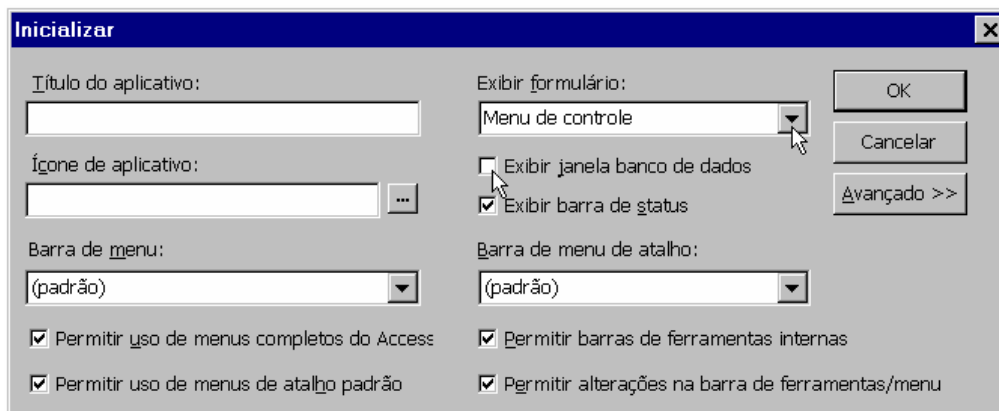 Inicializar
Título do aplicativo:
Exibir formulário:
OK
Menu de controle
Cancelar
Ícone de aplicativo:
Exibir janela banco de dados
...
Avançado >>
Exibir barra de status
Barra de menu:
Barra de menu de atalho:
(padrão)
(padrão)
Permitir uso de menus completos do Access
Permitir barras de ferramentas internas
Permitir uso de menus de atalho padrão
Permitir alterações na barra de ferramentas/menu